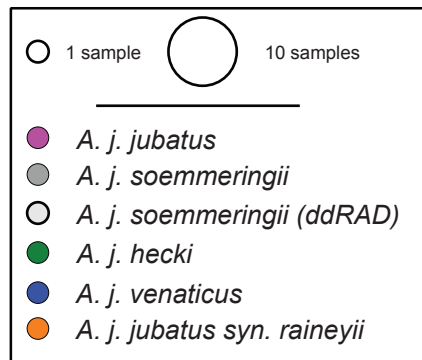 1 sample 10 samples
A. j. jubatus
A. j. soemmeringii
A. j. soemmeringii (ddRAD)
A. j. hecki
A. j. venaticus
A. j. jubatus syn. raineyii